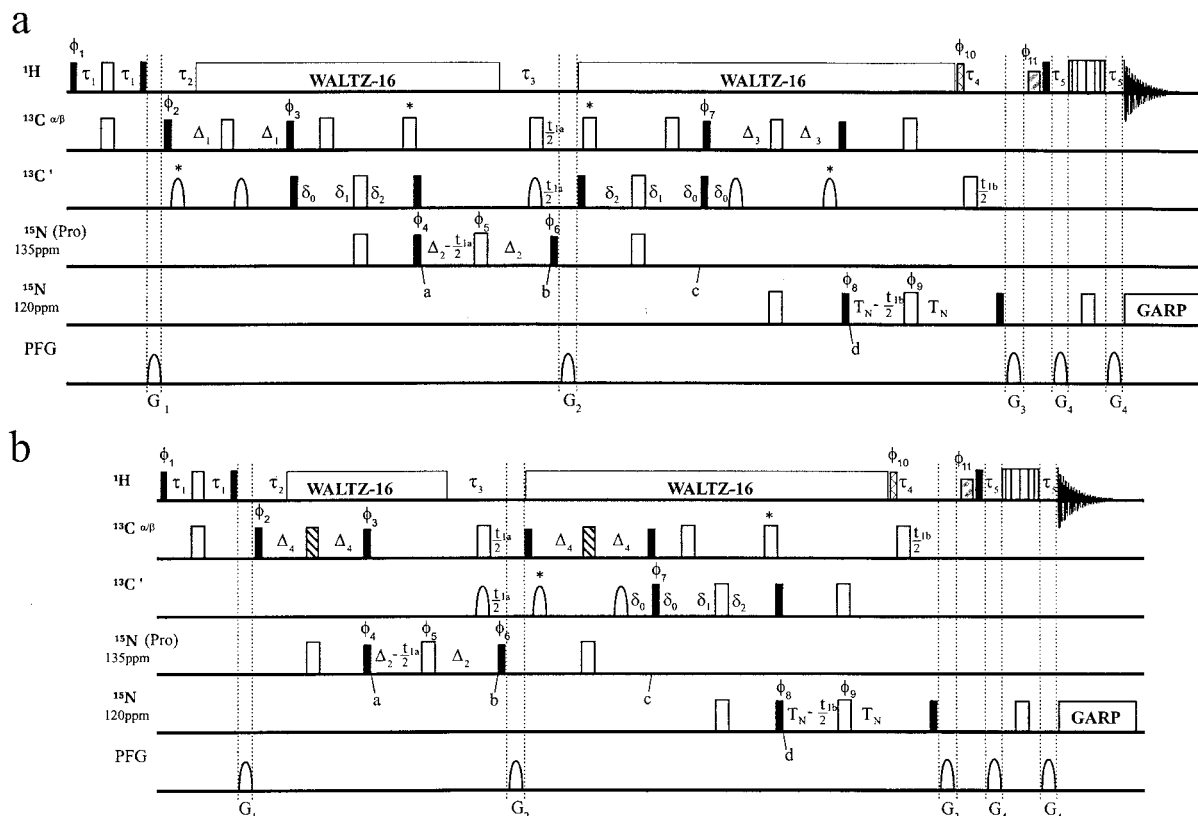 a
ϕ1 ϕ10 ϕ11
¹H τ1 τ1 τ2 WALTZ-16 τ3 WALTZ-16 τ4 τ5 τ5
ϕ2 ϕ3 * * ϕ7
¹³C α/β Δ1 Δ1 t1a/2 Δ3 Δ3
* *
¹³C ' δ0 δ1 δ2 t1a/2 δ2 δ1 δ0 δ0 t1b/2
¹⁵N (Pro) ϕ4 ϕ5 ϕ6
135ppm Δ2 - t1a/2 Δ2
a b c
¹⁵N ϕ8 ϕ9
120ppm TN - t1b/2 TN GARP
d
PFG
G1 G2 G3 G4 G4
b
ϕ1 ϕ10 ϕ11
¹H τ1 τ1 τ2 WALTZ-16 τ3 WALTZ-16 τ4 τ5 τ5
ϕ2 ϕ3 *
¹³C α/β Δ4 Δ4 t1a/2 Δ4 Δ4 t1b/2
* ϕ7
¹³C ' t1a/2 δ0 δ0 δ1 δ2
¹⁵N (Pro) ϕ4 ϕ5 ϕ6
135ppm Δ2 - t1a/2 Δ2
a b c
¹⁵N ϕ8 ϕ9
120ppm TN - t1b/2 TN GARP
d
PFG